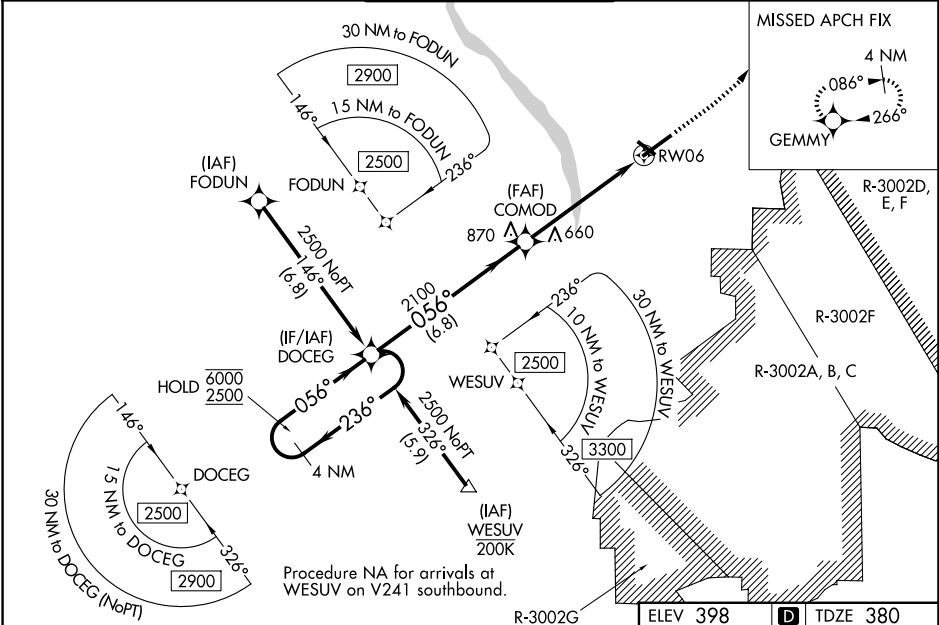 MISSED APCH FIX
4 NM
086°
266°
GEMMY
30 NM to FODUN
2900
146°
15 NM to FODUN
2500
236°
FODUN
(IAF)
FODUN
2500 NoPT
146°
(6.8)
RW06
(FAF)
COMOD
870
660
2100
056°
(6.8)
(IF/IAF)
DOCEG
HOLD
6000
2500
056°
236°
4 NM
2500 NoPT
326°
(5.9)
(IAF)
WESUV
200K
236°
30 NM to WESUV
10 NM to WESUV
2500
WESUV
326°
3300
146°
DOCEG
15 NM to DOCEG
2500
326°
30 NM to DOCEG (NoPT)
2900
Procedure NA for arrivals at
WESUV on V241 southbound.
R-3002D,
E, F
R-3002F
R-3002A, B, C
R-3002G
ELEV 398
D
TDZE 380